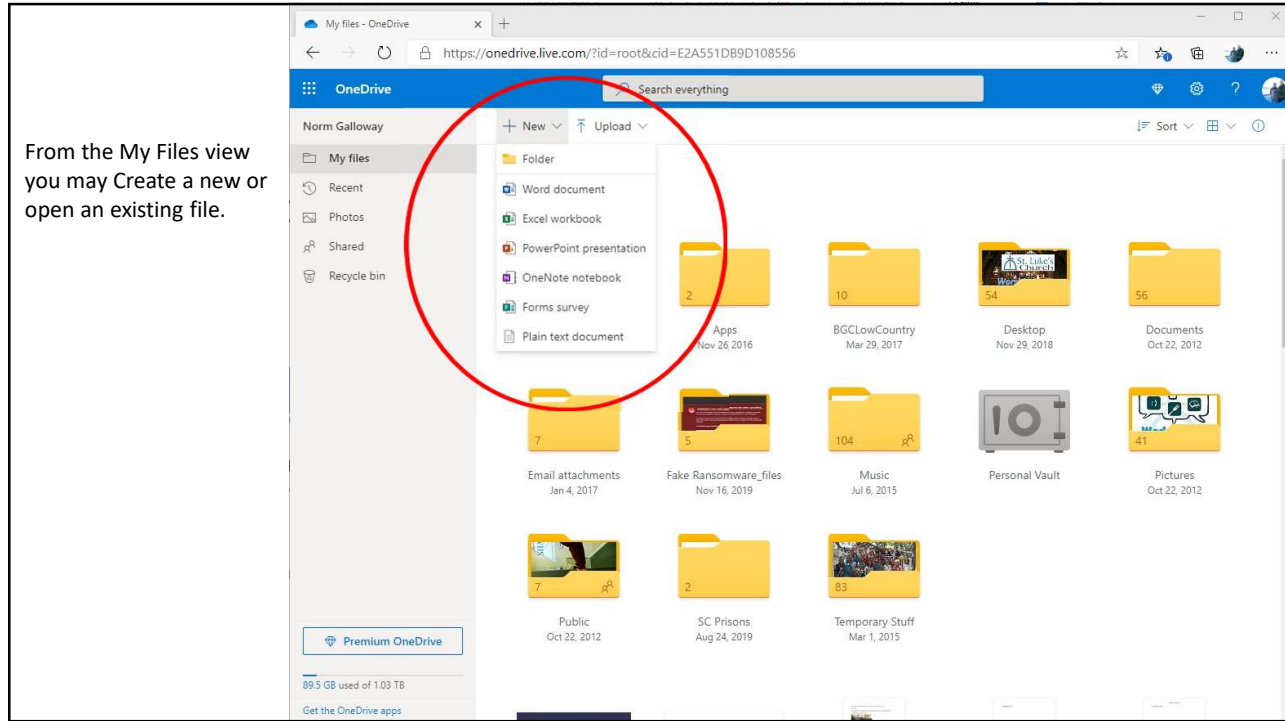 From the My Files view
you may Create a new or
open an existing file.
My files - OneDrive
https://onedrive.live.com/?id=root&cid=E2A551DB9D108556
OneDrive
Search everything
Norm Galloway
New
Upload
Sort
My files
Recent
Photos
Shared
Recycle bin
Folder
Word document
Excel workbook
PowerPoint presentation
OneNote notebook
Forms survey
Plain text document
2
10
54
56
St. Luke's
Church
Apps
BGCLowCountry
Desktop
Documents
Nov 26 2016
Mar 29, 2017
Nov 29, 2018
Oct 22, 2012
7
5
104
41
Email attachments
Fake Ransomware_files
Music
Personal Vault
Pictures
Jan 4, 2017
Nov 16, 2019
Jul 6, 2015
Oct 22, 2012
7
2
83
Public
SC Prisons
Temporary Stuff
Oct 22, 2012
Aug 24, 2019
Mar 1, 2015
Premium OneDrive
89.5 GB used of 1.03 TB
Get the OneDrive apps